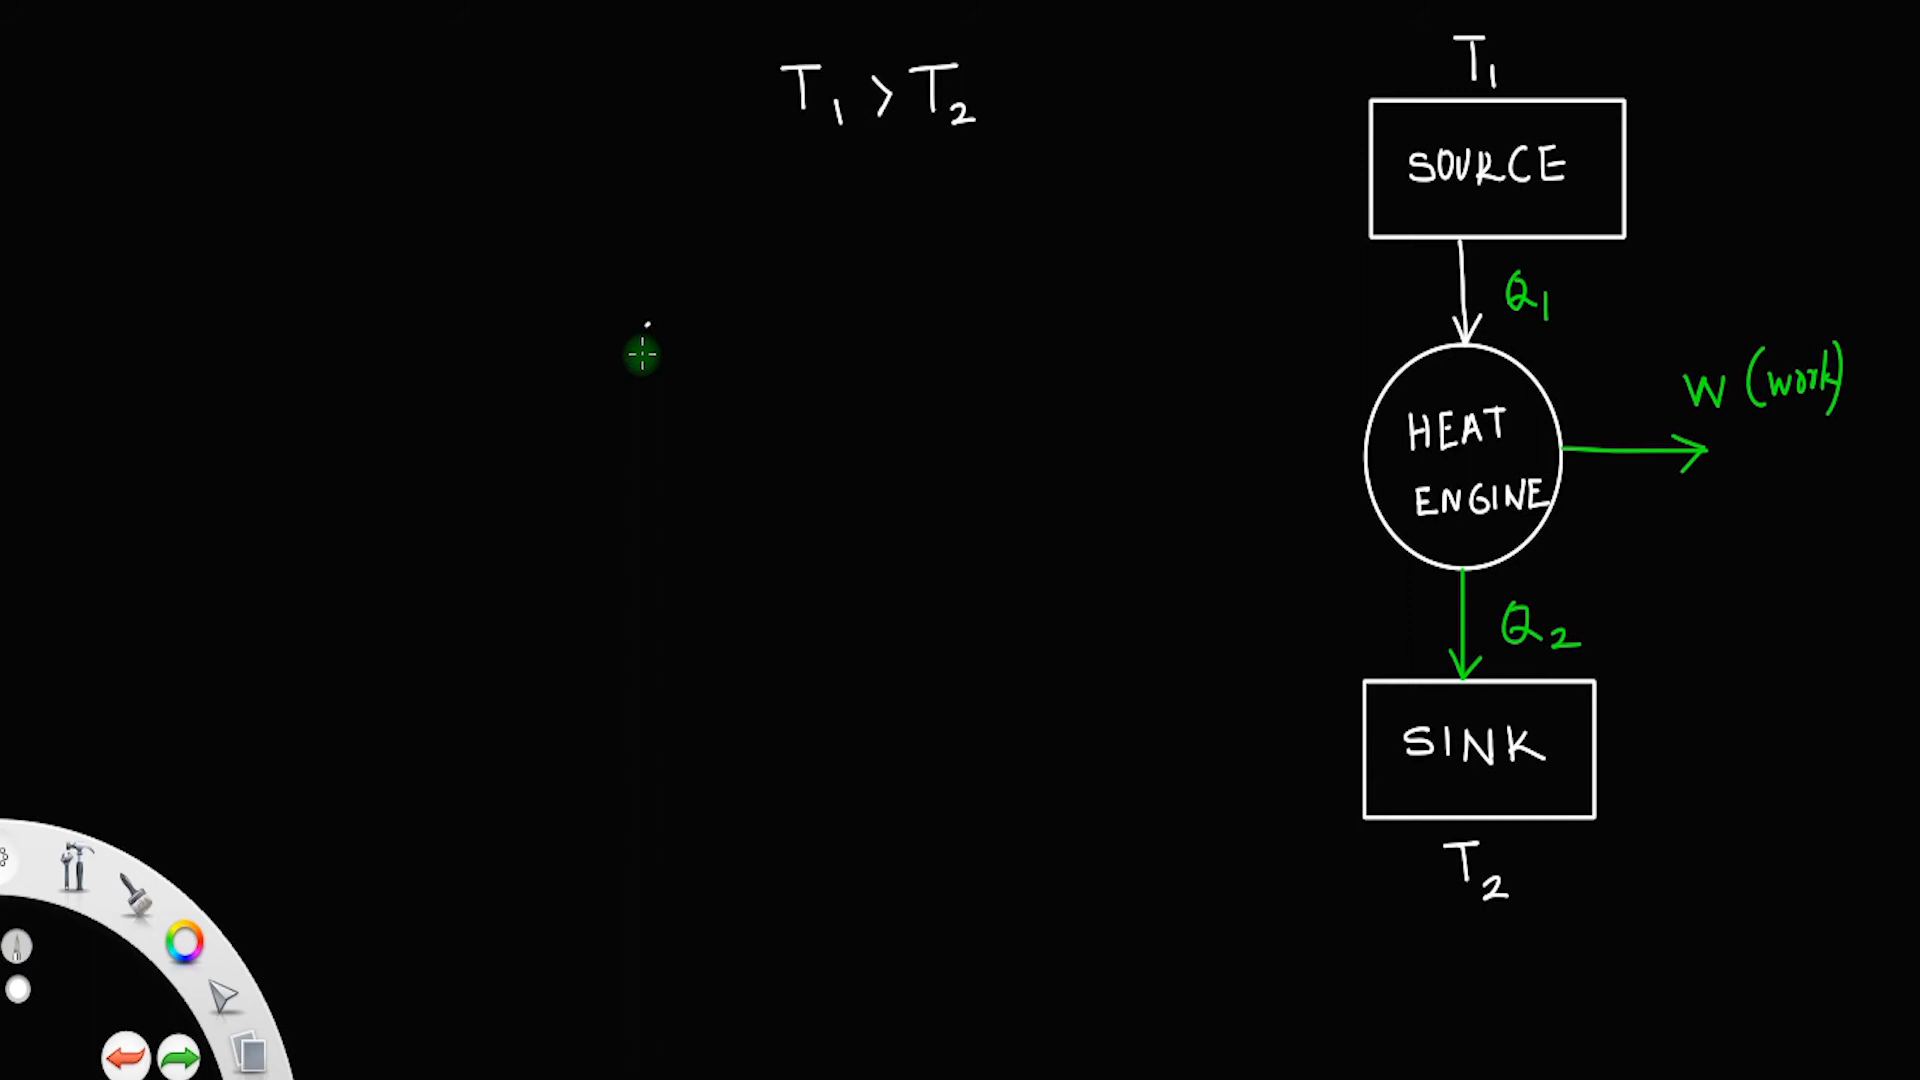 T₁ > T₂
T₁
SOURCE
Q₁
W (work)
HEAT
ENGINE
Q₂
SINK
T₂